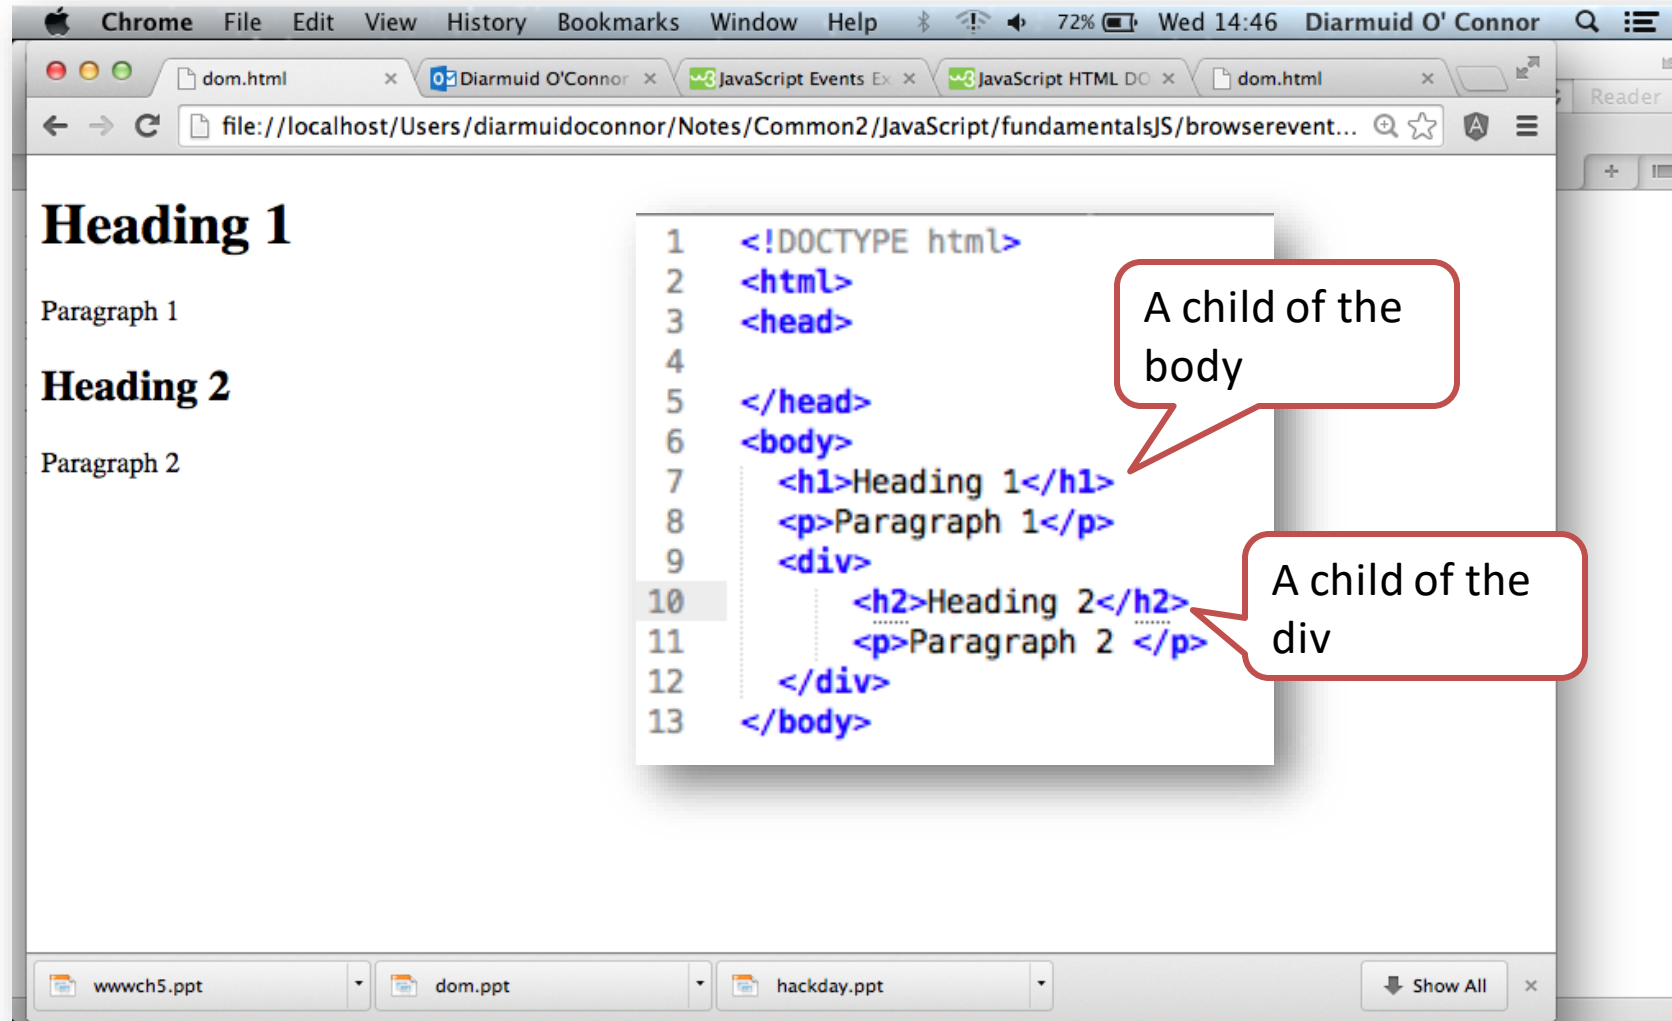 Chrome File Edit View History Bookmarks Window Help 72% Wed 14:46 Diarmuid O' Connor
dom.html Diarmuid O'Connor JavaScript Events Ex JavaScript HTML DO dom.html
Reader
file://localhost/Users/diarmuidoconnor/Notes/Common2/JavaScript/fundamentalsJS/browserevent...
Heading 1
Paragraph 1
Heading 2
Paragraph 2
1 <!DOCTYPE html>
2 <html>
3 <head>
4
5 </head>
6 <body>
7 <h1>Heading 1</h1>
8 <p>Paragraph 1</p>
9 <div>
10 <h2>Heading 2</h2>
11 <p>Paragraph 2 </p>
12 </div>
13 </body>
A child of the
body
A child of the
div
wwwch5.ppt dom.ppt hackday.ppt Show All